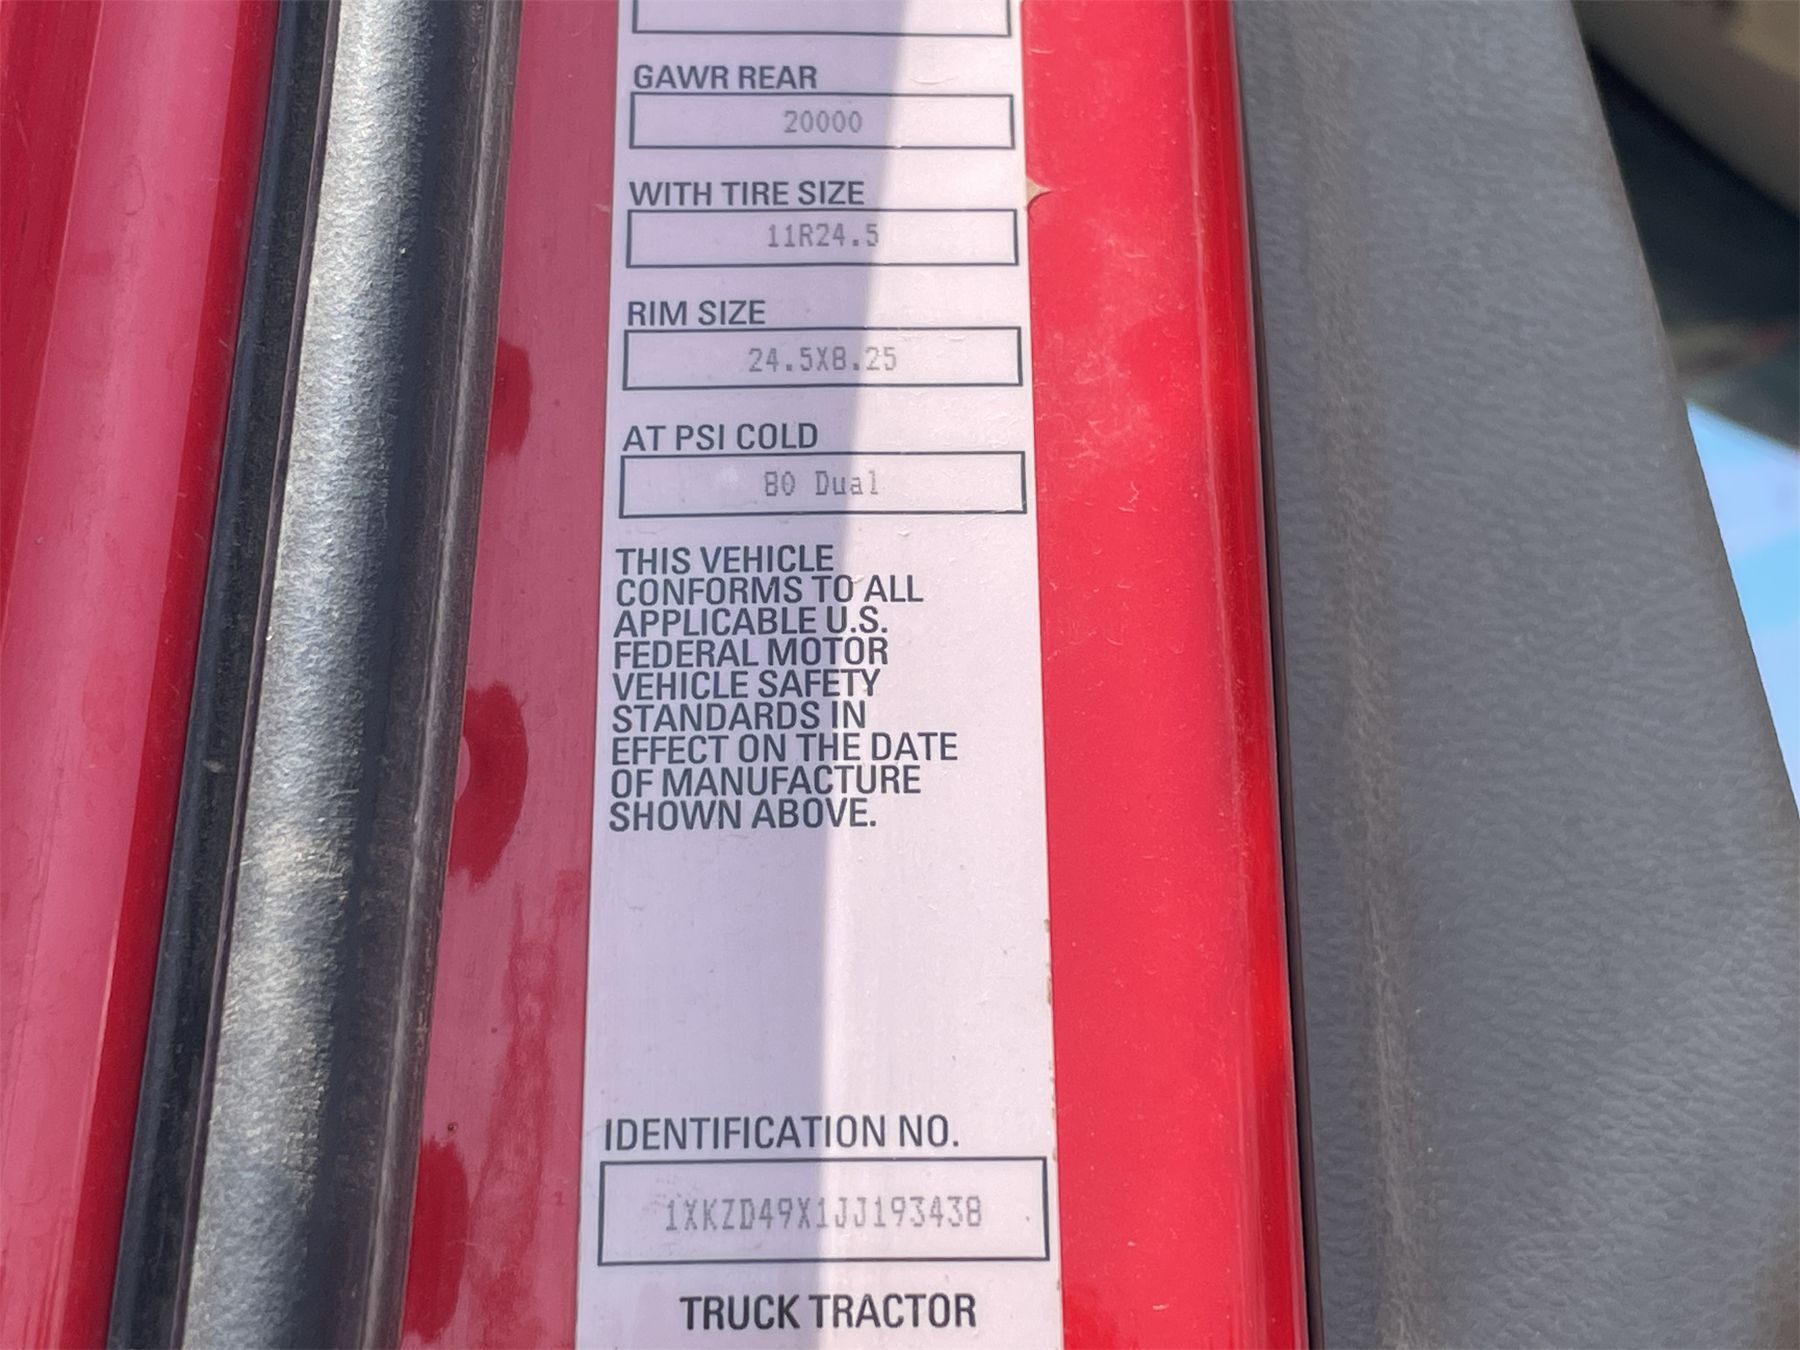 GAWR REAR
20000
WITH TIRE SIZE
11R24.5
RIM SIZE
24.5X8.25
AT PSI COLD
80 Dual
THIS VEHICLE
CONFORMS TO ALL
APPLICABLE U.S.
FEDERAL MOTOR
VEHICLE SAFETY
STANDARDS IN
EFFECT ON THE DATE
OF MANUFACTURE
SHOWN ABOVE.
IDENTIFICATION NO.
1XKZD49X1JJ193438
TRUCK TRACTOR